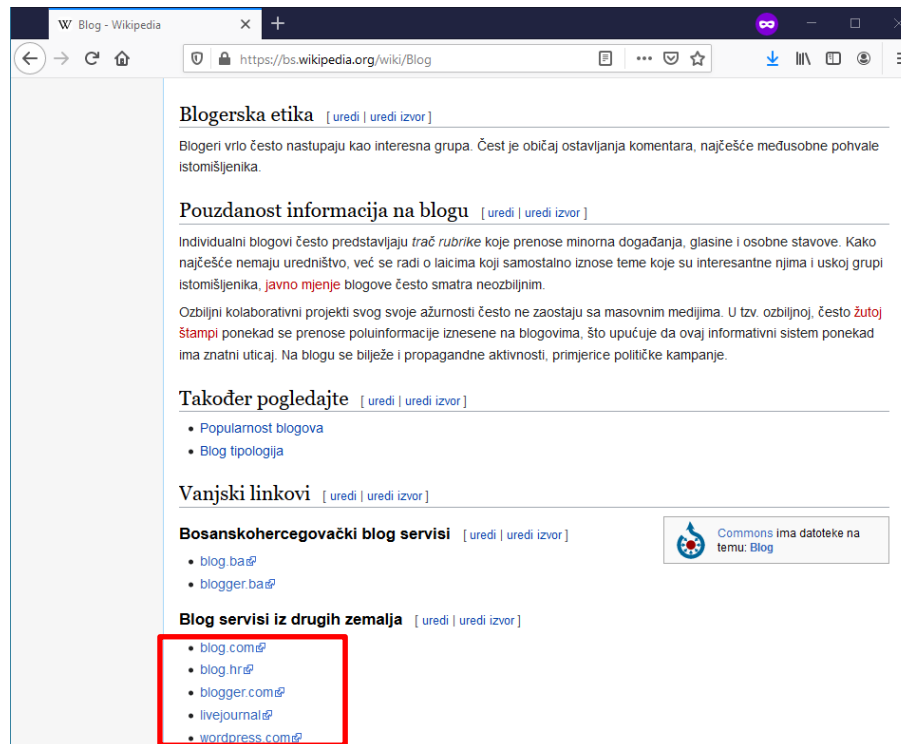 W Blog - Wikipedia
https://bs.wikipedia.org/wiki/Blog
Blogerska etika [ uredi | uredi izvor ]
Blogeri vrlo često nastupaju kao interesna grupa. Čest je običaj ostavljanja komentara, najčešće međusobne pohvale
istomišljenika.
Pouzdanost informacija na blogu [ uredi | uredi izvor ]
Individualni blogovi često predstavljaju trač rubrike koje prenose minorna događanja, glasine i osobne stavove. Kako
najčešće nemaju uredništvo, već se radi o laicima koji samostalno iznose teme koje su interesantne njima i uskoj grupi
istomišljenika, javno mjenje blogove često smatra neozbiljnim.
Ozbiljni kolaborativni projekti svog svoje ažurnosti često ne zaostaju sa masovnim medijima. U tzv. ozbiljnoj, često žutoj
štampi ponekad se prenose poluinformacije iznesene na blogovima, što upućuje da ovaj informativni sistem ponekad
ima znatni uticaj. Na blogu se bilježe i propagandne aktivnosti, primjerice političke kampanje.
Također pogledajte [ uredi | uredi izvor ]
• Popularnost blogova
• Blog tipologija
Vanjski linkovi [ uredi | uredi izvor ]
Bosanskohercegovački blog servisi [ uredi | uredi izvor ]
Commons ima datoteke na
temu: Blog
• blog.ba
• blogger.ba
Blog servisi iz drugih zemalja [ uredi | uredi izvor ]
• blog.com
• blog.hr
• blogger.com
• livejournal
• wordpress.com